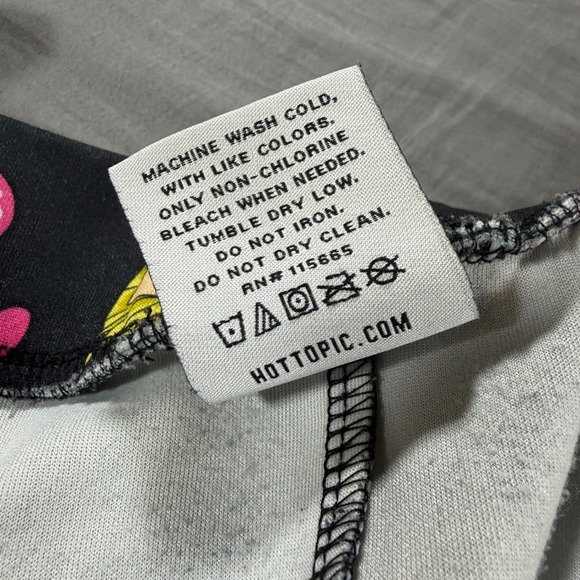 MACHINE WASH COLD,
WITH LIKE COLORS.
ONLY NON-CHLORINE
BLEACH WHEN NEEDED.
TUMBLE DRY LOW.
DO NOT IRON.
DO NOT DRY CLEAN.
RN# 115665
HOTTOPIC.COM